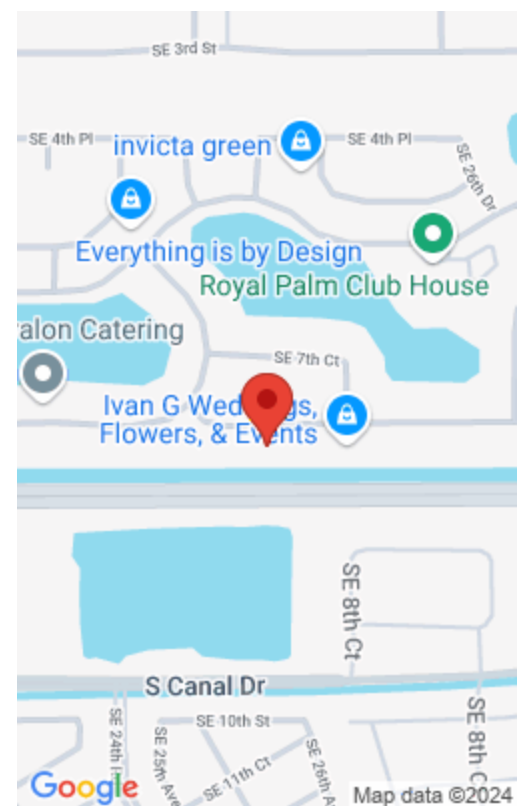 SE 3rd St
SE 4th Pl
SE 4th Pl
invicta green
SE 26th Dr
Everything is by Design
Royal Palm Club House
alon Catering
SE 7th Ct
Ivan G Wed gs,
Flowers, & Events
SE 8th Ct
S Canal Dr
SE 10th St
SE 24th
SE 25th Ave
SE 11th Ct
SE 26th A
SE 8th C
Google
Map data ©2024